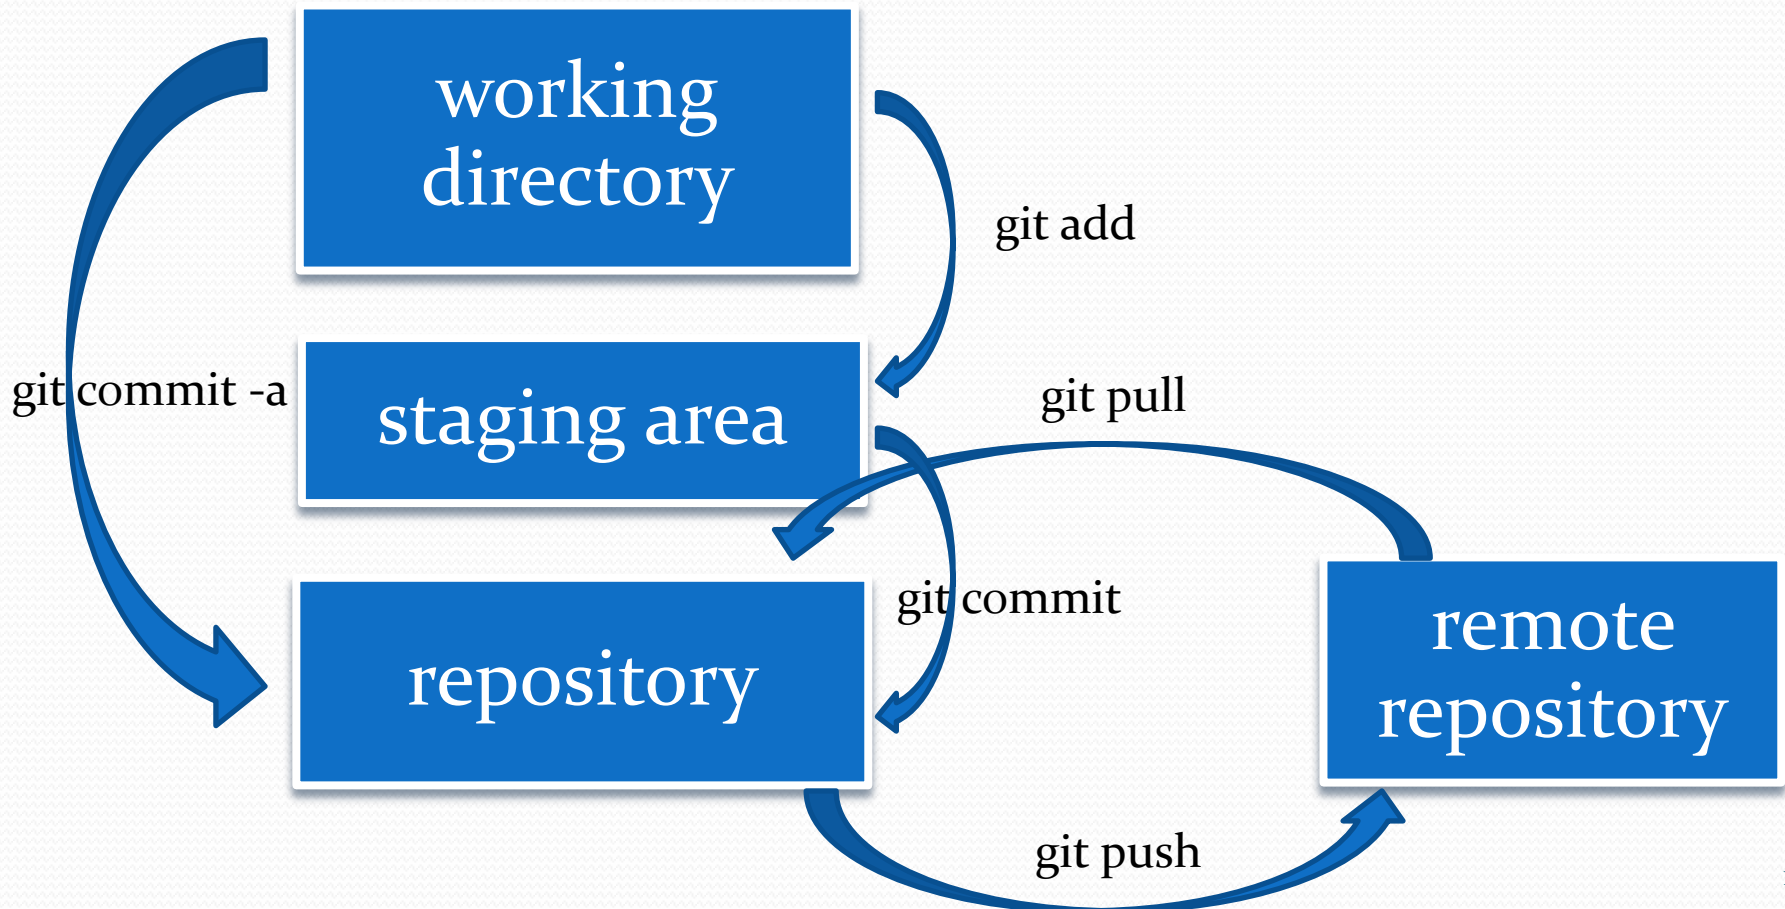 working
directory
git add
git commit -a
staging area
git pull
git commit
repository
remote
repository
git push